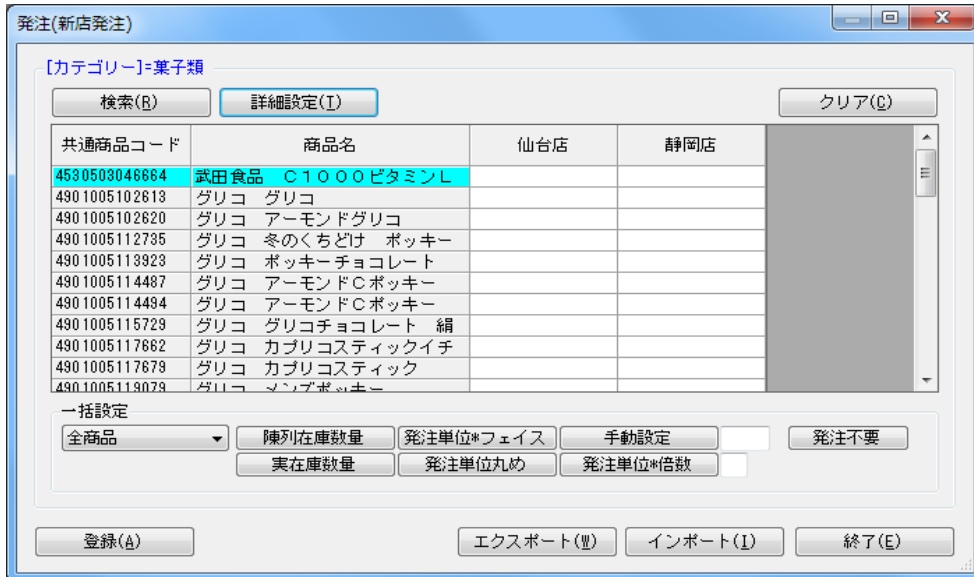 発注(新店発注)
[カテゴリー]=菓子類
検索(R) 詳細設定(T) クリア(C)
共通商品コード 商品名 仙台店 静岡店
4530503046664 武田食品 C1000ビタミンL
4901005102613 グリコ グリコ
4901005102620 グリコ アーモンドグリコ
4901005112735 グリコ 冬のくちどけ ポッキー
4901005113923 グリコ ポッキーチョコレート
4901005114487 グリコ アーモンドCポッキー
4901005114494 グリコ アーモンドCポッキー
4901005115729 グリコ グリコチョコレート 絹
4901005117662 グリコ カプリコスティックイチ
4901005117679 グリコ カプリコスティック
4901005119079 グリコ メンズポッキー
一括設定
全商品 陳列在庫数量 発注単位*フェイス 手動設定 発注不要
実在庫数量 発注単位丸め 発注単位*倍数
登録(A) エクスポート(W) インポート(I) 終了(E)